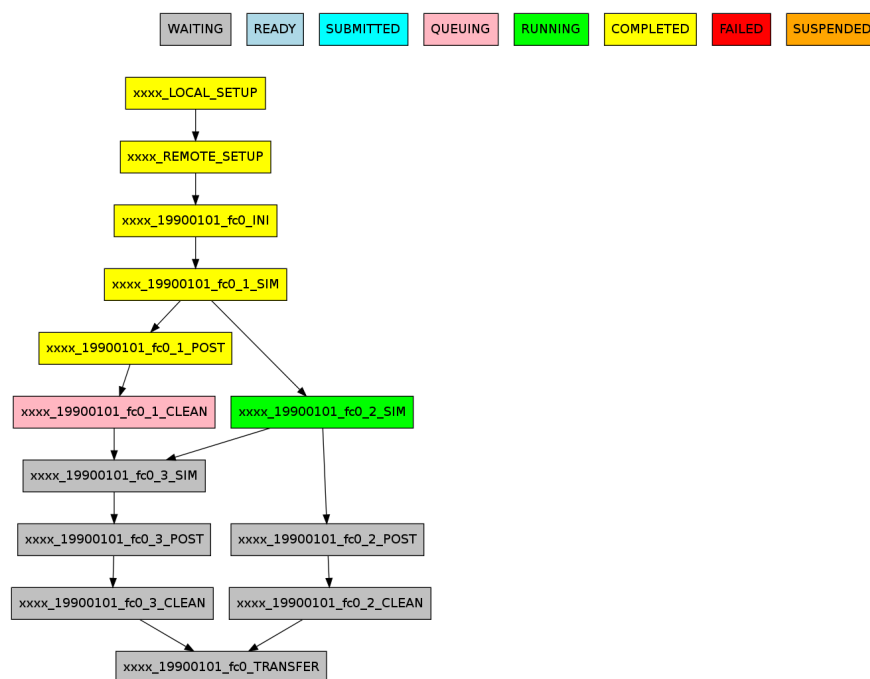 WAITING READY SUBMITTED QUEUING RUNNING COMPLETED FAILED SUSPENDED
xxxx_LOCAL_SETUP
xxxx_REMOTE_SETUP
xxxx_19900101_fc0_INI
xxxx_19900101_fc0_1_SIM
xxxx_19900101_fc0_1_POST
xxxx_19900101_fc0_1_CLEAN xxxx_19900101_fc0_2_SIM
xxxx_19900101_fc0_3_SIM
xxxx_19900101_fc0_3_POST xxxx_19900101_fc0_2_POST
xxxx_19900101_fc0_3_CLEAN xxxx_19900101_fc0_2_CLEAN
xxxx_19900101_fc0_TRANSFER